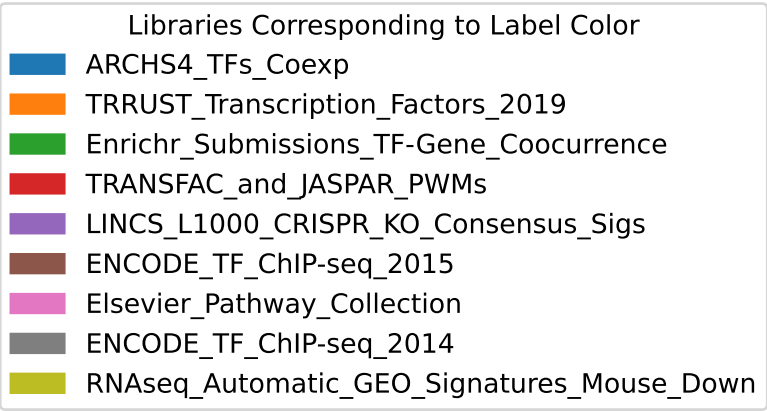 Libraries Corresponding to Label Color
ARCHS4_TFs_Coexp
TRRUST_Transcription_Factors_2019
Enrichr_Submissions_TF-Gene_Coocurrence
TRANSFAC_and_JASPAR_PWMs
LINCS_L1000_CRISPR_KO_Consensus_Sigs
ENCODE_TF_ChIP-seq_2015
Elsevier_Pathway_Collection
ENCODE_TF_ChIP-seq_2014
RNAseq_Automatic_GEO_Signatures_Mouse_Down